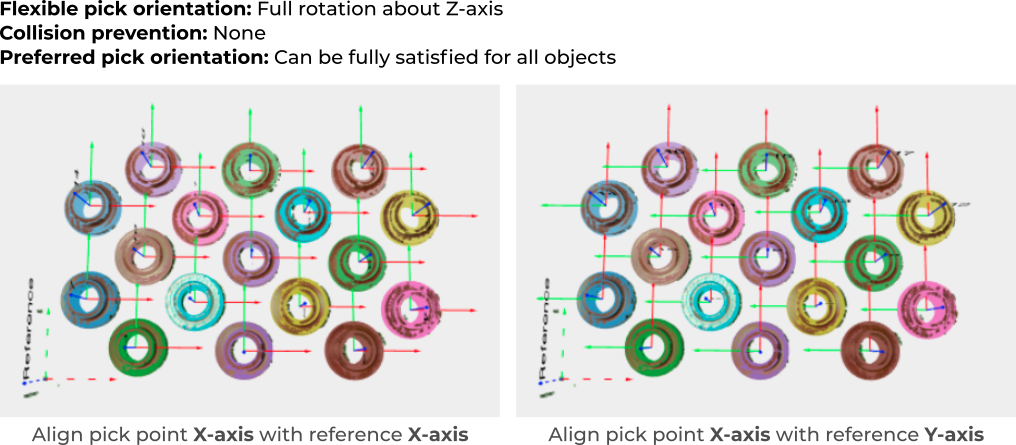 Flexible pick orientation: Full rotation about Z-axis
Collision prevention: None
Preferred pick orientation: Can be fully satisfied for all objects
Reference
Reference
Align pick point X-axis with reference X-axis
Align pick point X-axis with reference Y-axis